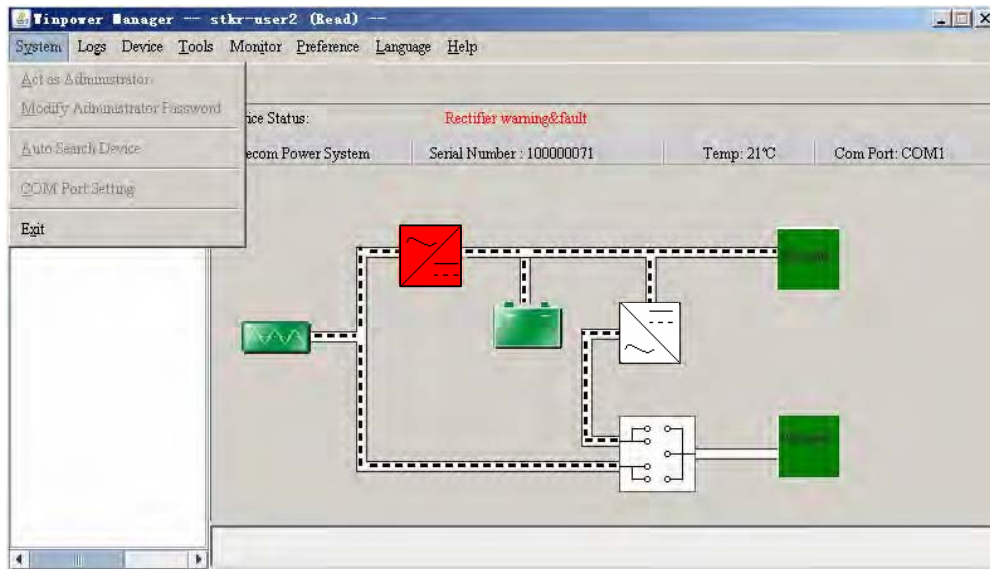 Winpower Manager -- stkr-user2 (Read) --
System Logs Device Tools Monitor Preference Language Help
Act as Administrator
Modify Administrator Password
Auto Search Device
COM Port Setting
Exit
ice Status: Rectifier warning&fault
ecom Power System Serial Number : 100000071 Temp: 21℃ Com Port: COM1